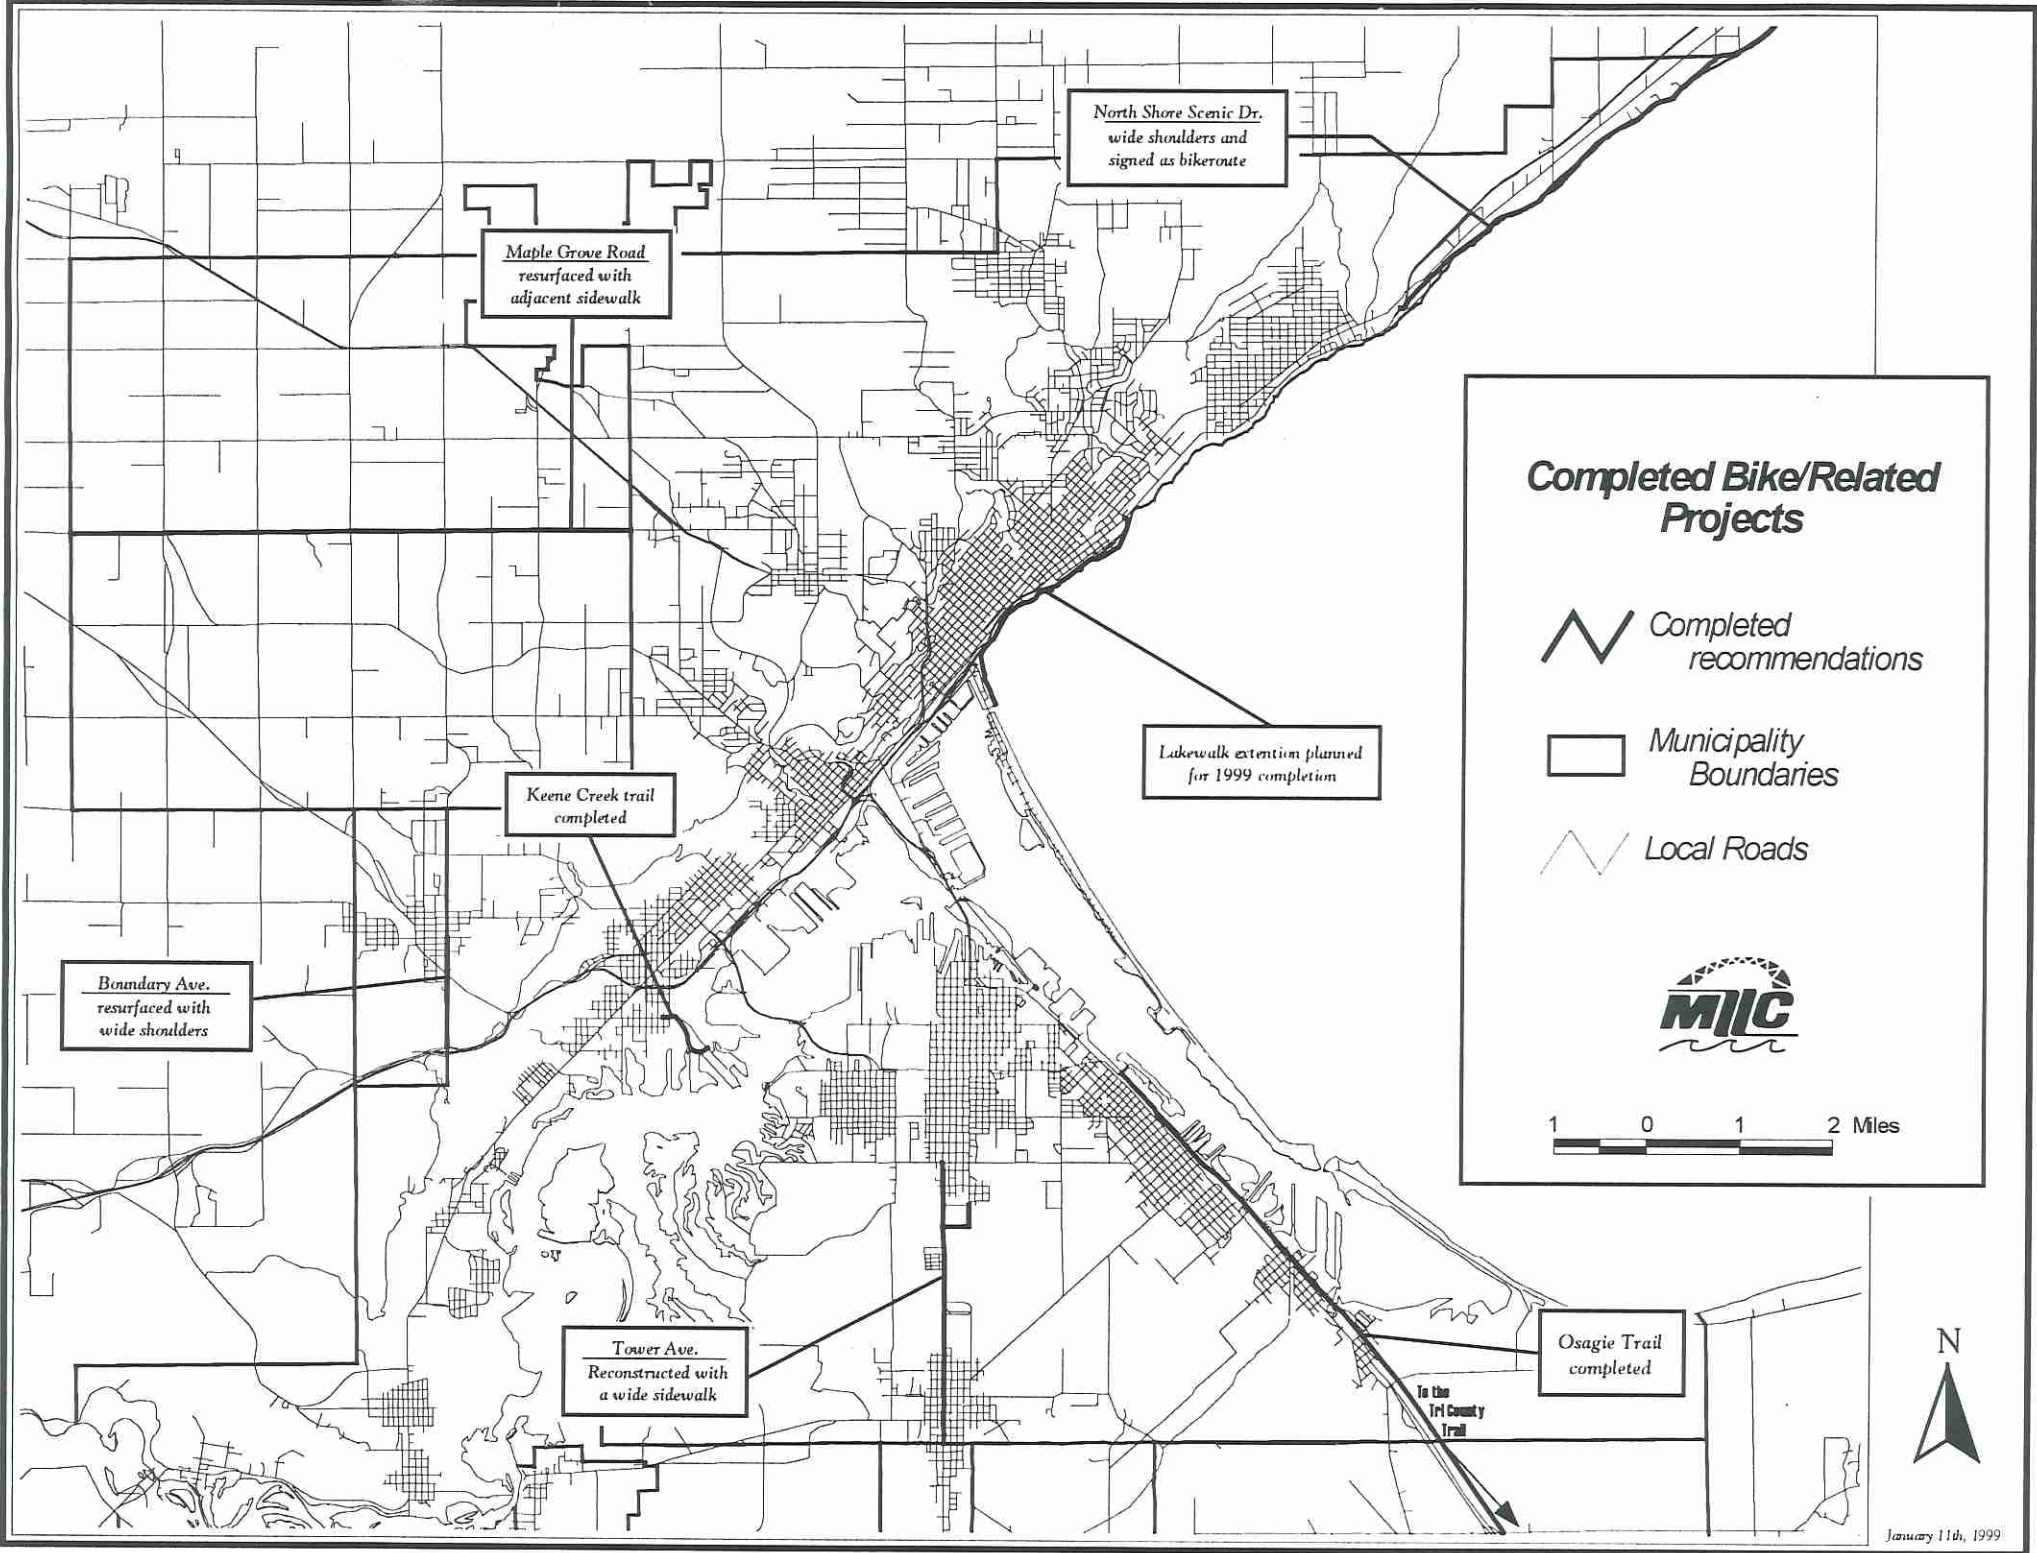 North Shore Scenic Dr.
wide shoulders and
signed as bikeroute
Maple Grove Road
resurfaced with
adjacent sidewalk
Completed Bike/Related
Projects
Completed
recommendations
Municipality
Boundaries
Local Roads
MIC
1 0 1 2 Miles
Lakewalk extention planned
for 1999 completion
Keene Creek trail
completed
Boundary Ave.
resurfaced with
wide shoulders
Tower Ave.
Reconstructed with
a wide sidewalk
Osagie Trail
completed
To the
Tri County
Trail
N
January 11th, 1999